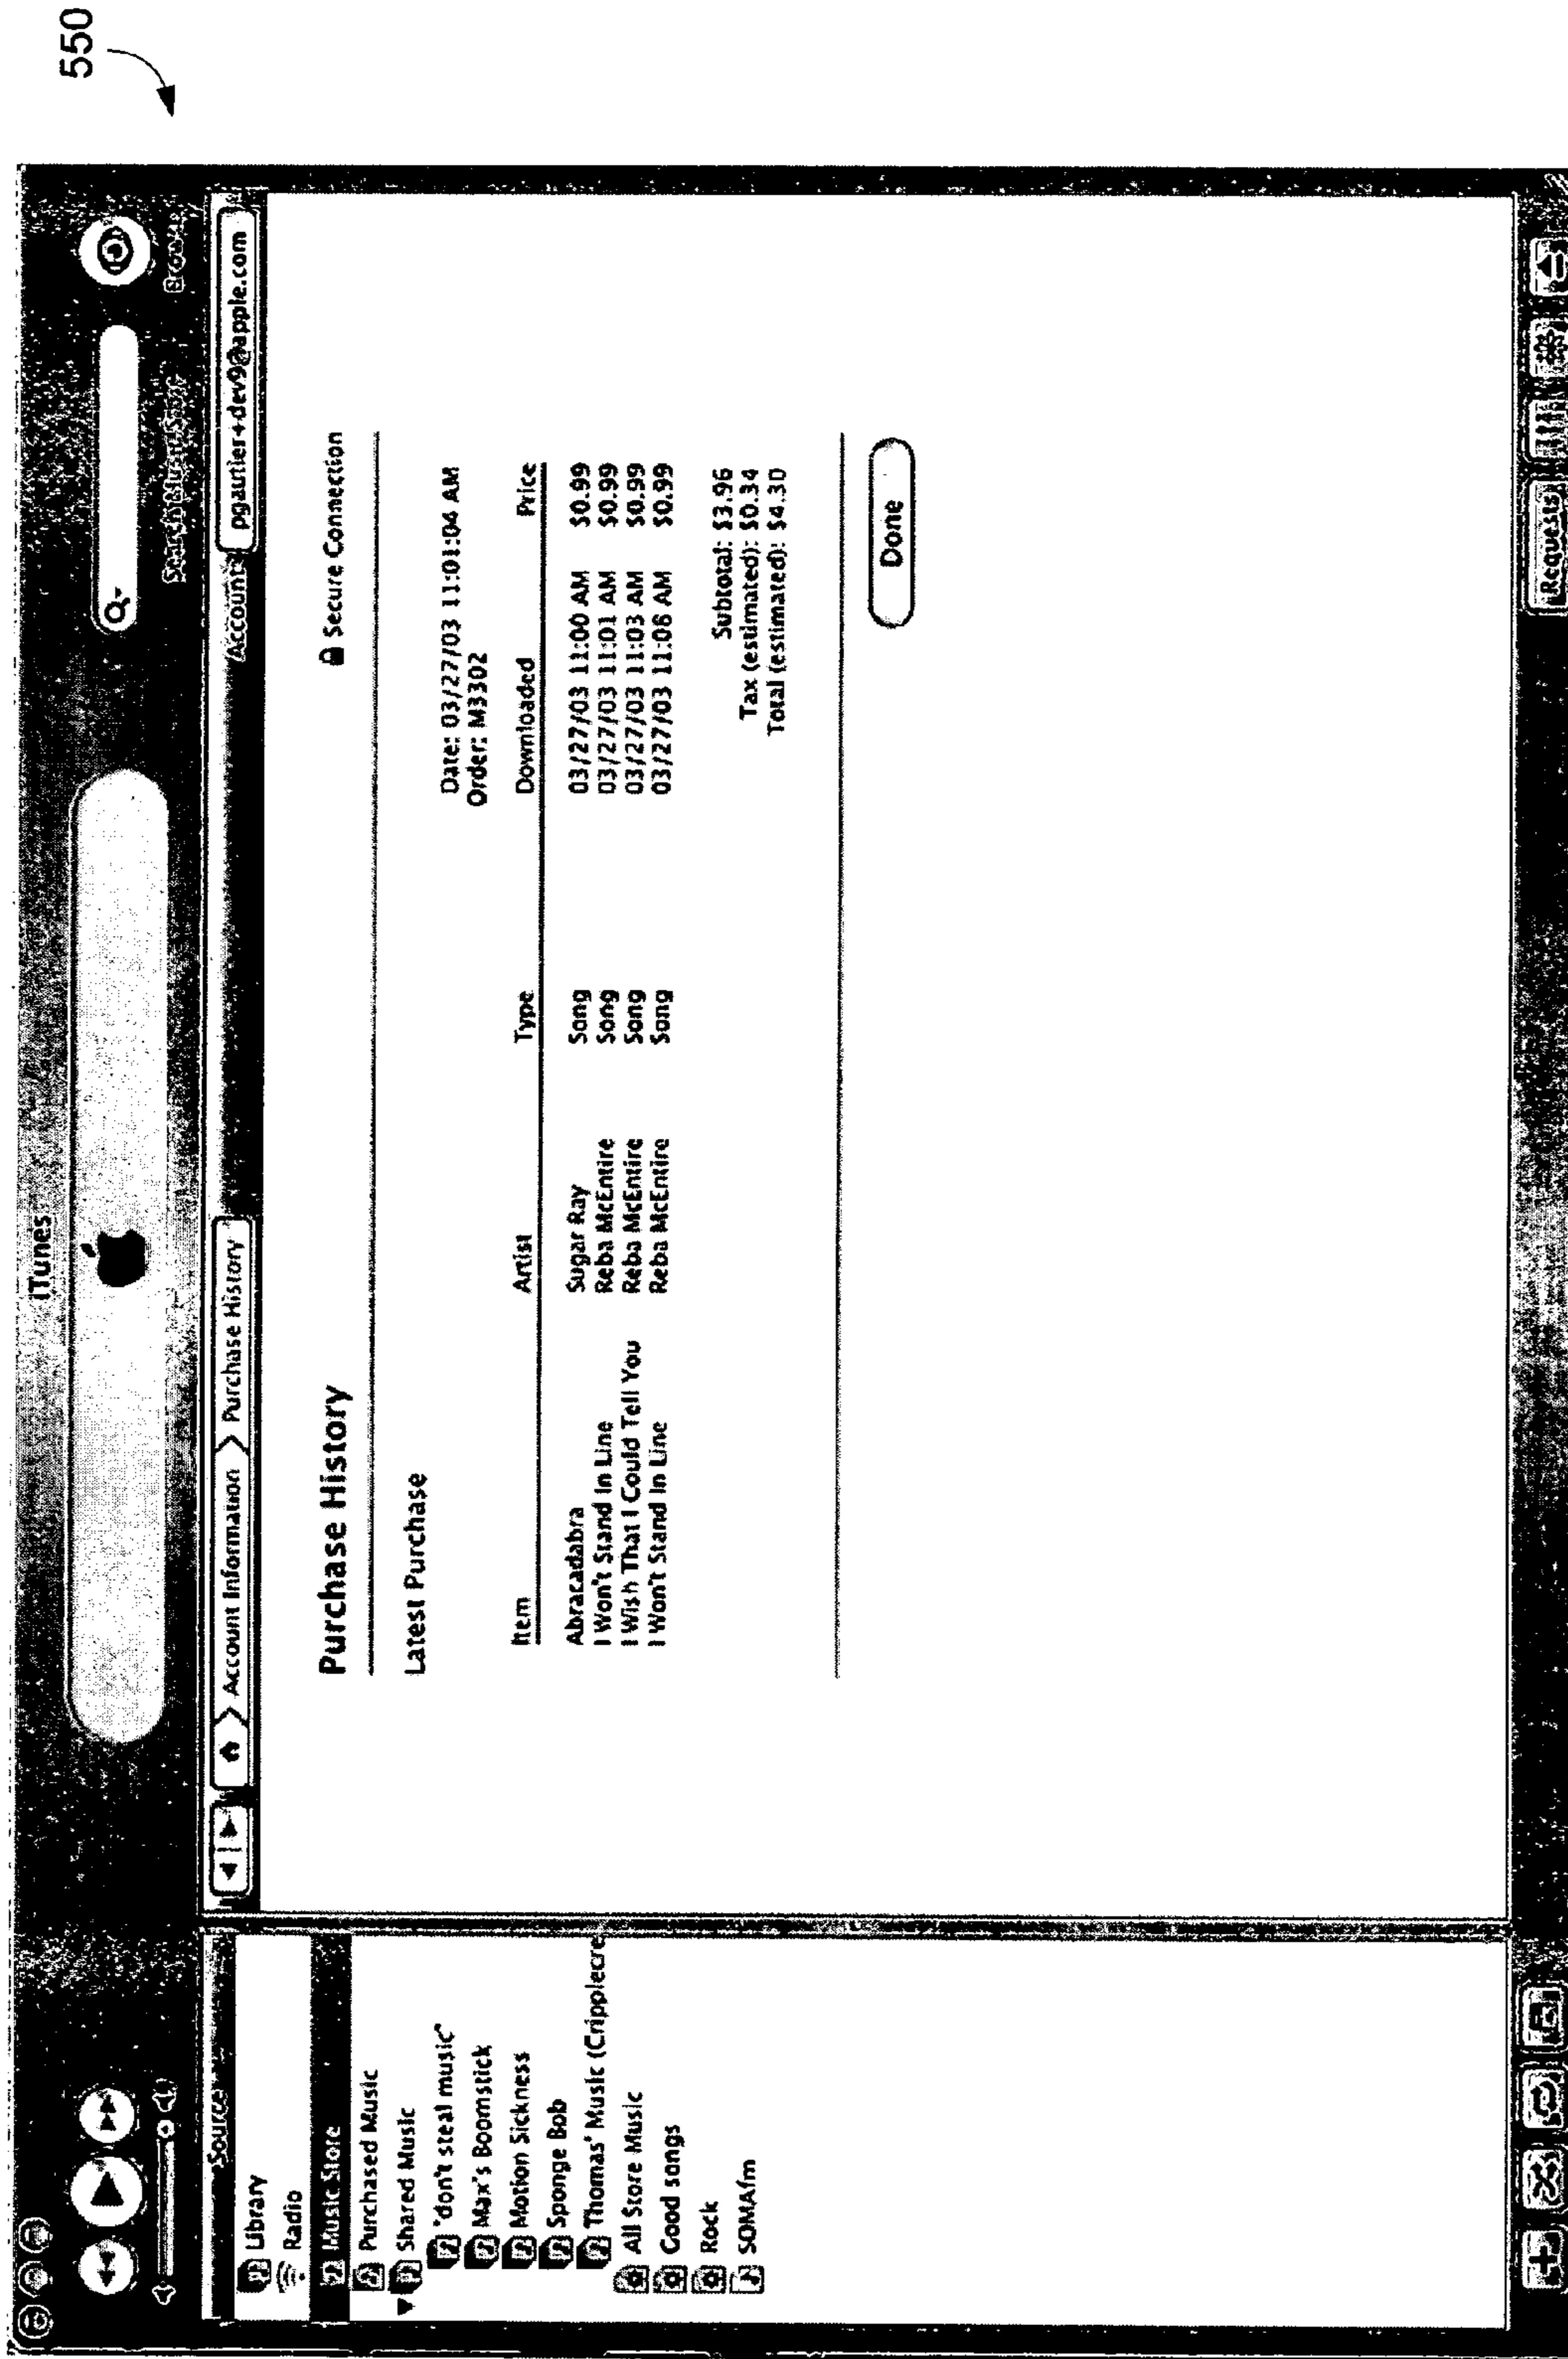 550
iTunes
Search Music Store
Browse
Source
Account Information
Purchase History
Account:
pgautier+dev9@apple.com
Library
Radio
Music Store
Purchased Music
Shared Music
"don't steal music"
Max's Boomstick
Motion Sickness
Sponge Bob
Thomas' Music (Cripplecre
All Store Music
Good songs
Rock
SOMAfm
Purchase History
Secure Connection
Latest Purchase
Date: 03/27/03 11:01:04 AM
Order: M3302
Item Artist Type Downloaded Price
Abracadabra Sugar Ray Song 03/27/03 11:00 AM $0.99
I Won't Stand In Line Reba McEntire Song 03/27/03 11:01 AM $0.99
I Wish That I Could Tell You Reba McEntire Song 03/27/03 11:03 AM $0.99
I Won't Stand In Line Reba McEntire Song 03/27/03 11:08 AM $0.99
Subtotal: $3.96
Tax (estimated): $0.34
Total (estimated): $4.30
Done
Requests